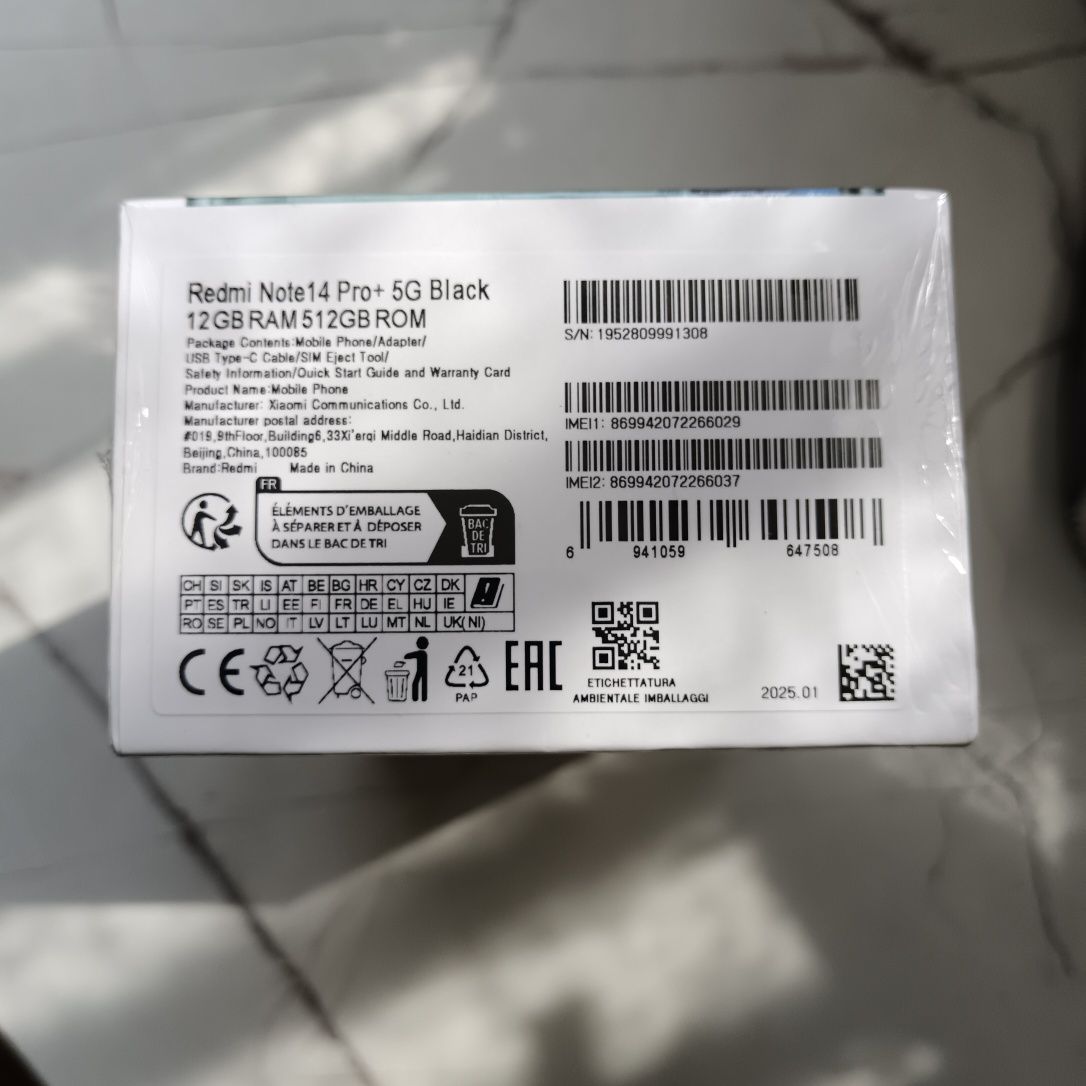 Redmi Note14 Pro+ 5G Black
12GB RAM 512GB ROM
Package Contents:Mobile Phone/Adapter/
USB Type-C Cable/SIM Eject Tool/
Safety Information/Quick Start Guide and Warranty Card
Product Name:Mobile Phone
Manufacturer: Xiaomi Communications Co., Ltd.
Manufacturer postal address:
#019,9thFloor,Building6,33Xi'erqi Middle Road,Haidian District,
Beijing,China,100085
Brand:Redmi Made in China
FR
ÉLÉMENTS D'EMBALLAGE
À SÉPARER ET À DÉPOSER
DANS LE BAC DE TRI
BAC
DE
TRI
CH SI SK IS AT BE BG HR CY CZ DK
PT ES TR LI EE FI FR DE EL HU IE
RO SE PL NO IT LV LT LU MT NL UK(NI)
CE
21
PAP
EAC
S/N: 1952809991308
IMEI1: 869942072266029
IMEI2: 869942072266037
6 941059 647508
ETICHETTATURA
AMBIENTALE IMBALLAGGI
2025.01